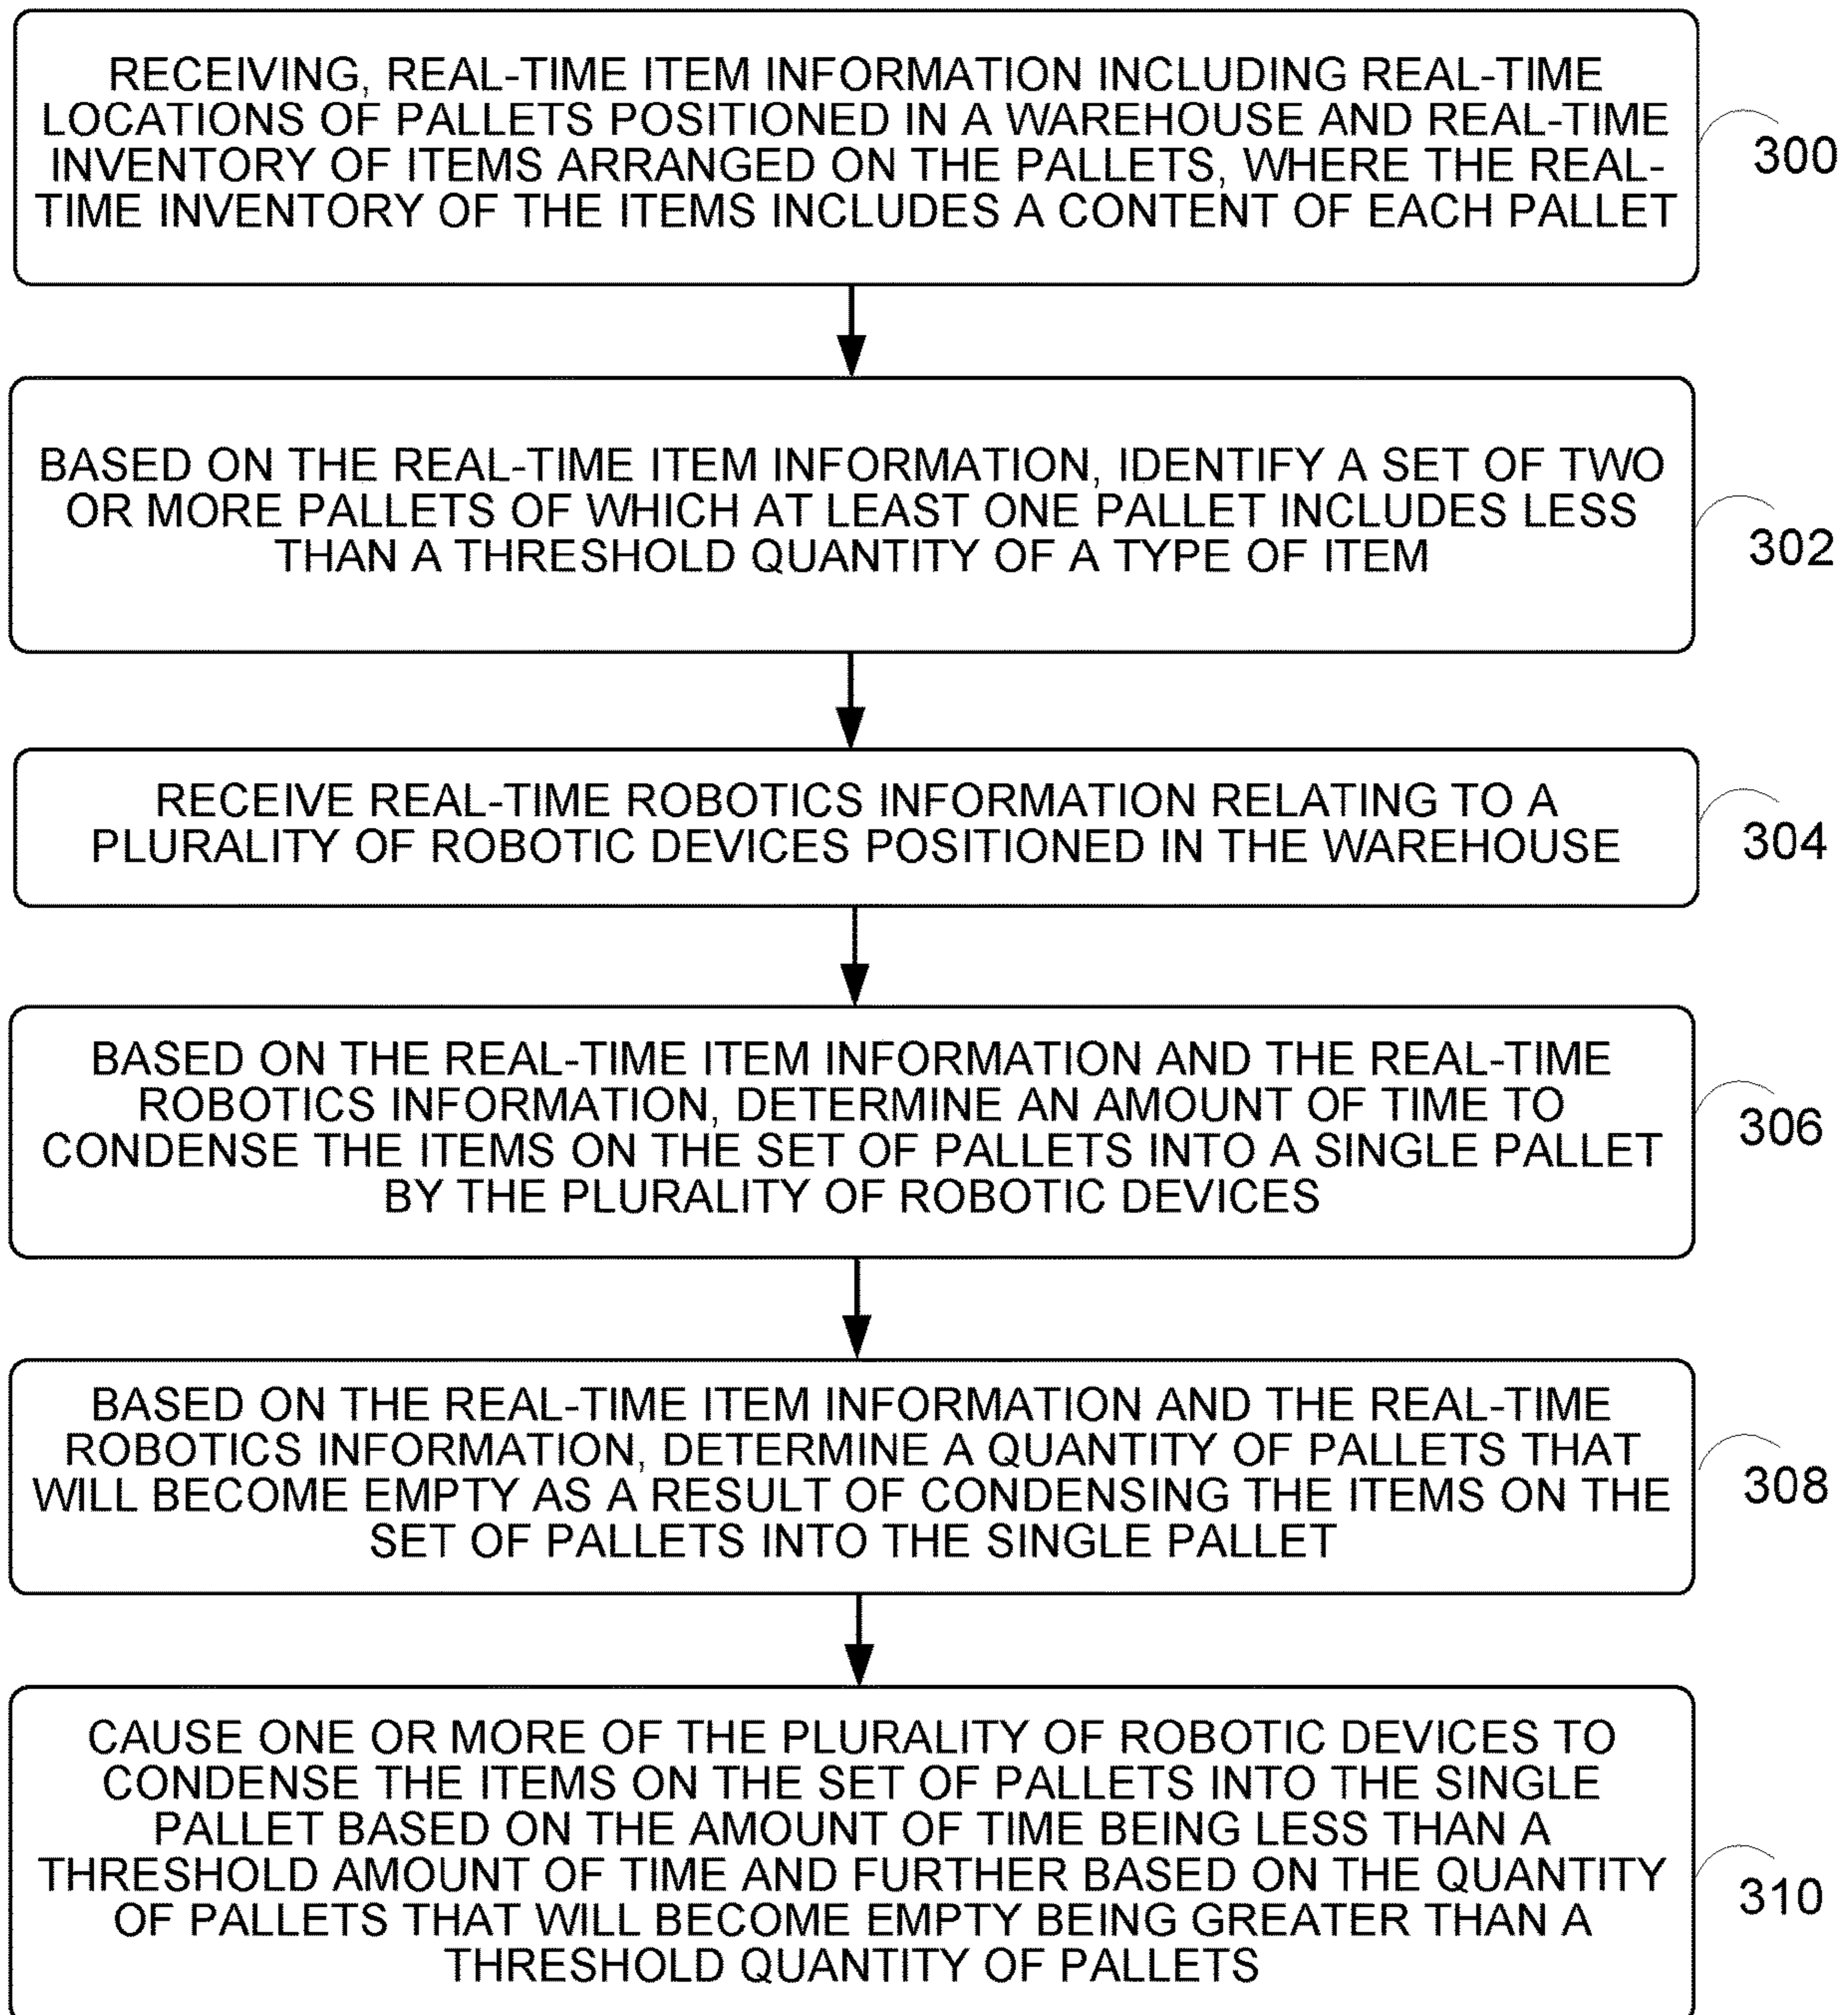 RECEIVING, REAL-TIME ITEM INFORMATION INCLUDING REAL-TIME
LOCATIONS OF PALLETS POSITIONED IN A WAREHOUSE AND REAL-TIME
INVENTORY OF ITEMS ARRANGED ON THE PALLETS, WHERE THE REAL-
TIME INVENTORY OF THE ITEMS INCLUDES A CONTENT OF EACH PALLET
300
BASED ON THE REAL-TIME ITEM INFORMATION, IDENTIFY A SET OF TWO
OR MORE PALLETS OF WHICH AT LEAST ONE PALLET INCLUDES LESS
THAN A THRESHOLD QUANTITY OF A TYPE OF ITEM
302
RECEIVE REAL-TIME ROBOTICS INFORMATION RELATING TO A
PLURALITY OF ROBOTIC DEVICES POSITIONED IN THE WAREHOUSE
304
BASED ON THE REAL-TIME ITEM INFORMATION AND THE REAL-TIME
ROBOTICS INFORMATION, DETERMINE AN AMOUNT OF TIME TO
CONDENSE THE ITEMS ON THE SET OF PALLETS INTO A SINGLE PALLET
BY THE PLURALITY OF ROBOTIC DEVICES
306
BASED ON THE REAL-TIME ITEM INFORMATION AND THE REAL-TIME
ROBOTICS INFORMATION, DETERMINE A QUANTITY OF PALLETS THAT
WILL BECOME EMPTY AS A RESULT OF CONDENSING THE ITEMS ON THE
SET OF PALLETS INTO THE SINGLE PALLET
308
CAUSE ONE OR MORE OF THE PLURALITY OF ROBOTIC DEVICES TO
CONDENSE THE ITEMS ON THE SET OF PALLETS INTO THE SINGLE
PALLET BASED ON THE AMOUNT OF TIME BEING LESS THAN A
THRESHOLD AMOUNT OF TIME AND FURTHER BASED ON THE QUANTITY
OF PALLETS THAT WILL BECOME EMPTY BEING GREATER THAN A
THRESHOLD QUANTITY OF PALLETS
310